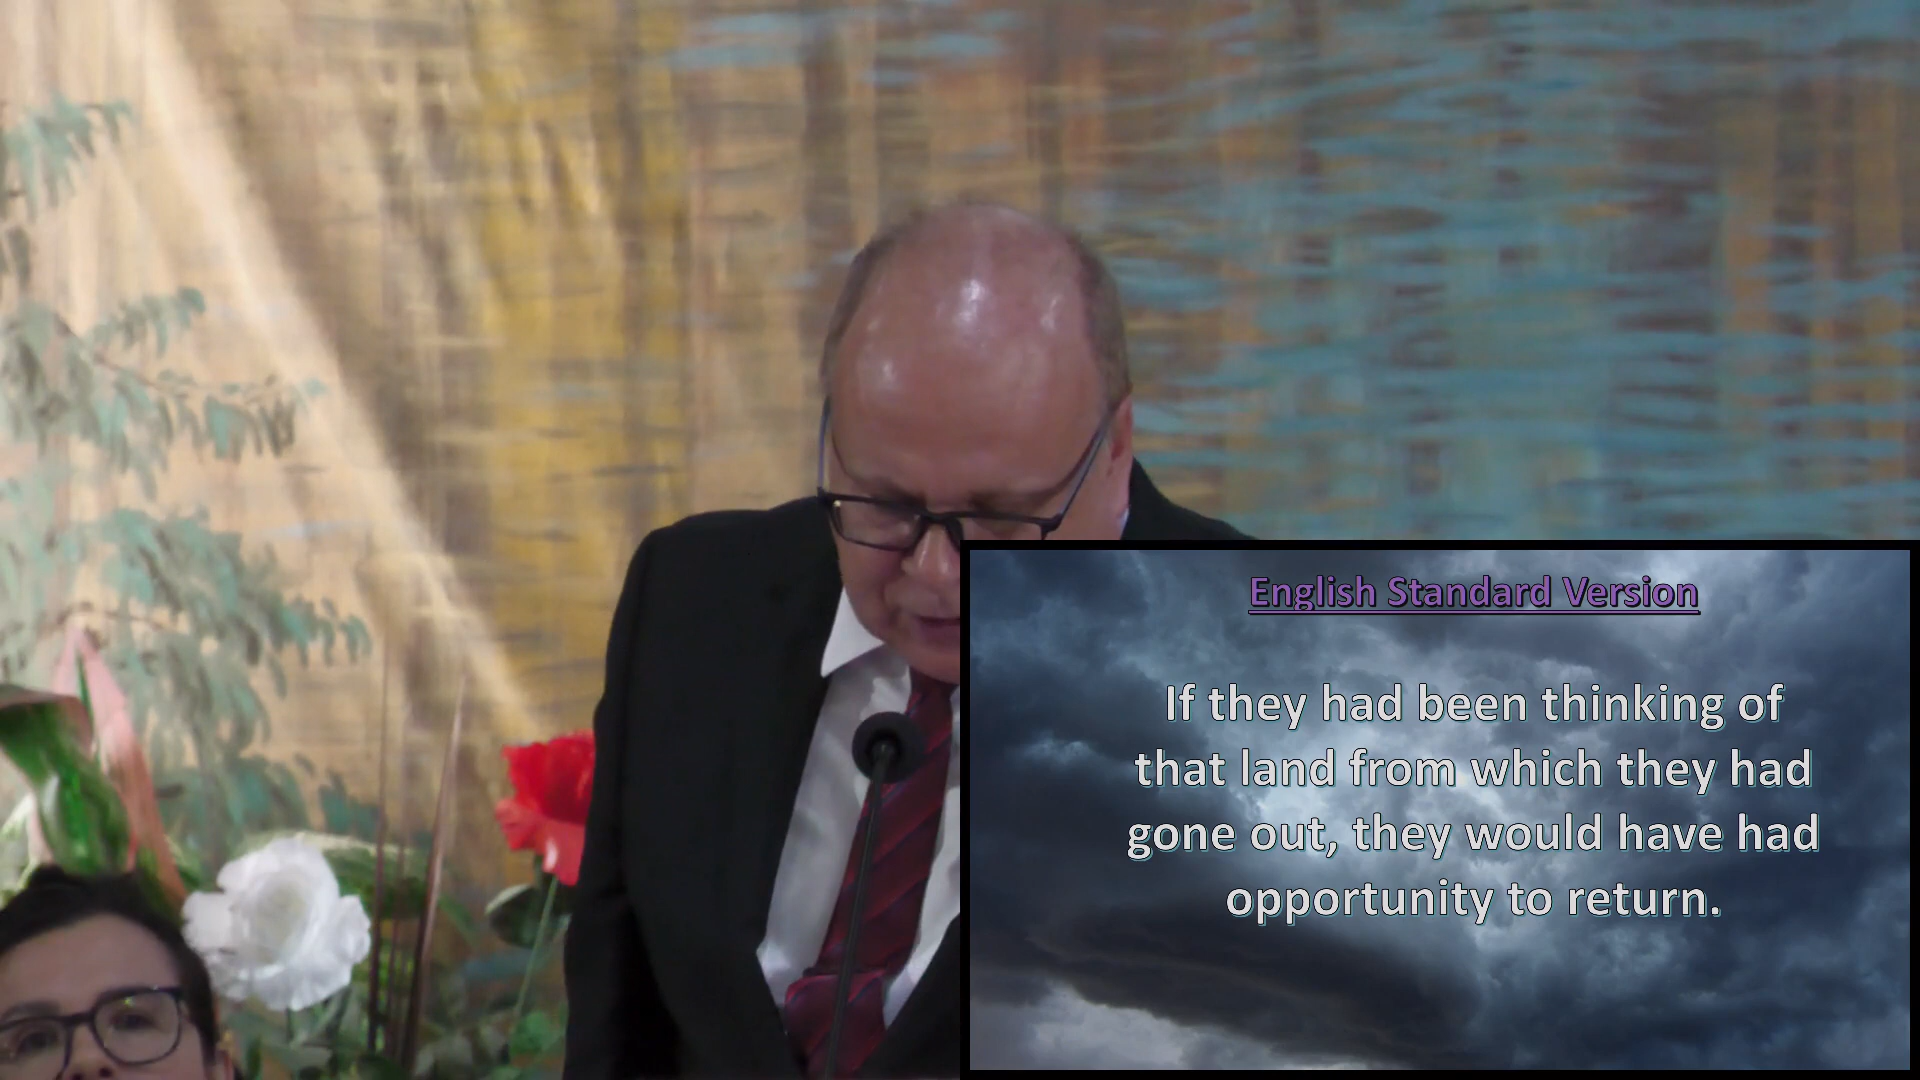 English Standard Version
If they had been thinking of
that land from which they had
gone out, they would have had
opportunity to return.